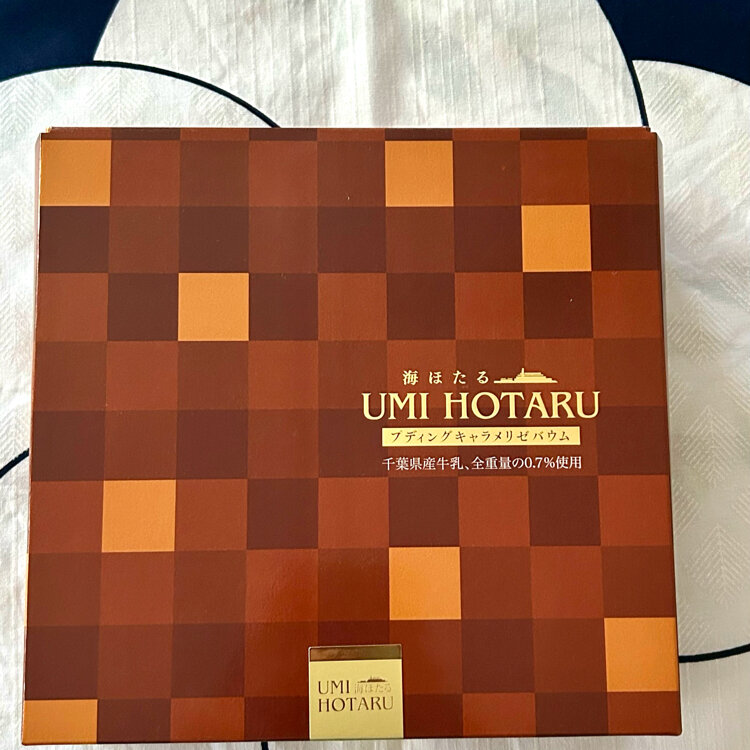 海ほたる
UMI HOTARU
プディングキャラメリゼバウム
千葉県産牛乳、全重量の0.7%使用
UMI 海ほたる
HOTARU